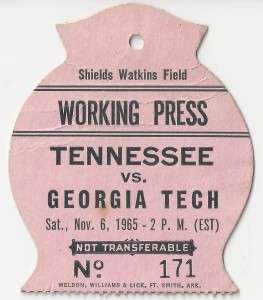 Shields Watkins Field
WORKING PRESS
TENNESSEE
VS.
GEORGIA TECH
Sat., Nov. 6, 1965 - 2 P. M. (EST)
NOT TRANSFERABLE
No 171
WELDON, WILLIAMS & LICK, FT. SMITH, ARK.